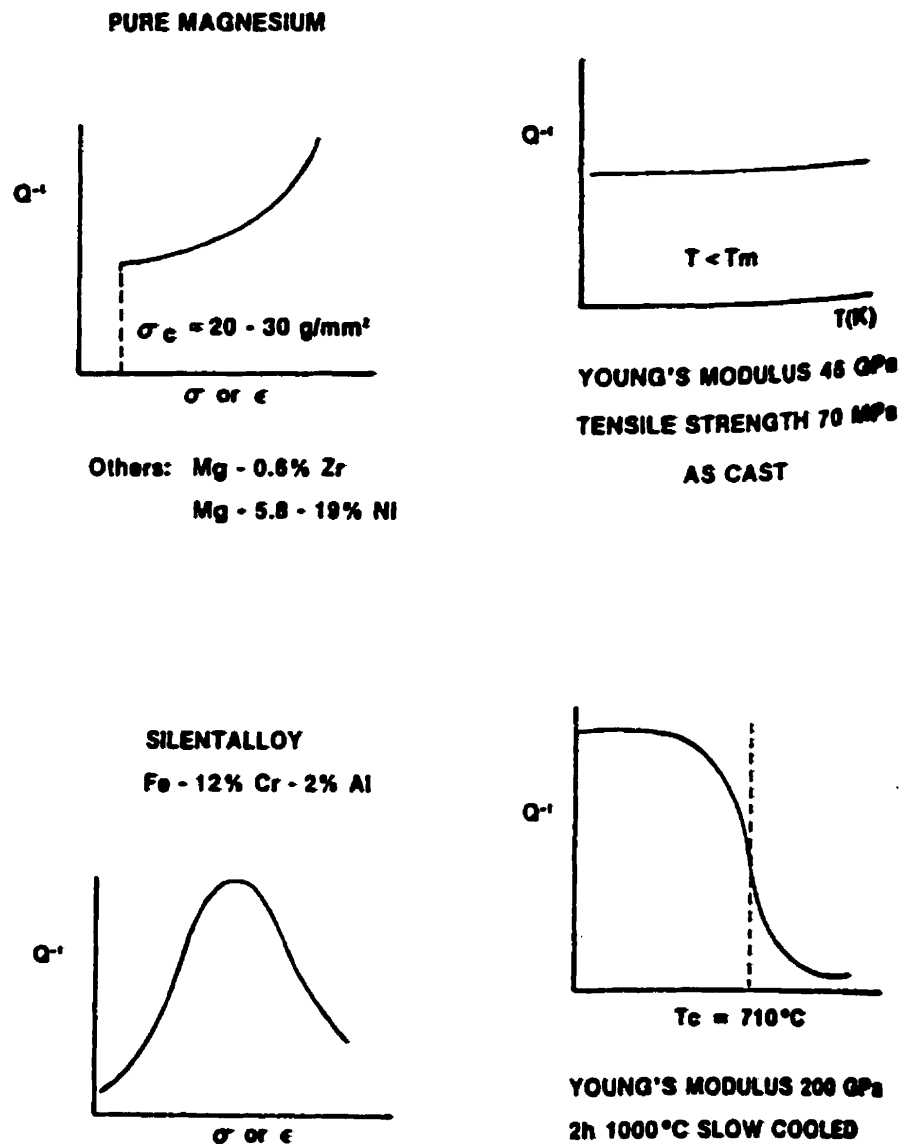 PURE MAGNESIUM
Q⁻¹
σc ≈ 20 - 30 g/mm²
σ or ϵ
Others: Mg - 0.6% Zr
Mg - 5.8 - 19% Ni
Q⁻¹
T < Tm
T(K)
YOUNG'S MODULUS 45 GPa
TENSILE STRENGTH 70 MPa
AS CAST
SILENTALLOY
Fe - 12% Cr - 2% Al
Q⁻¹
σ or ϵ
Q⁻¹
Tc ≈ 710°C
YOUNG'S MODULUS 200 GPa
2h 1000°C SLOW COOLED